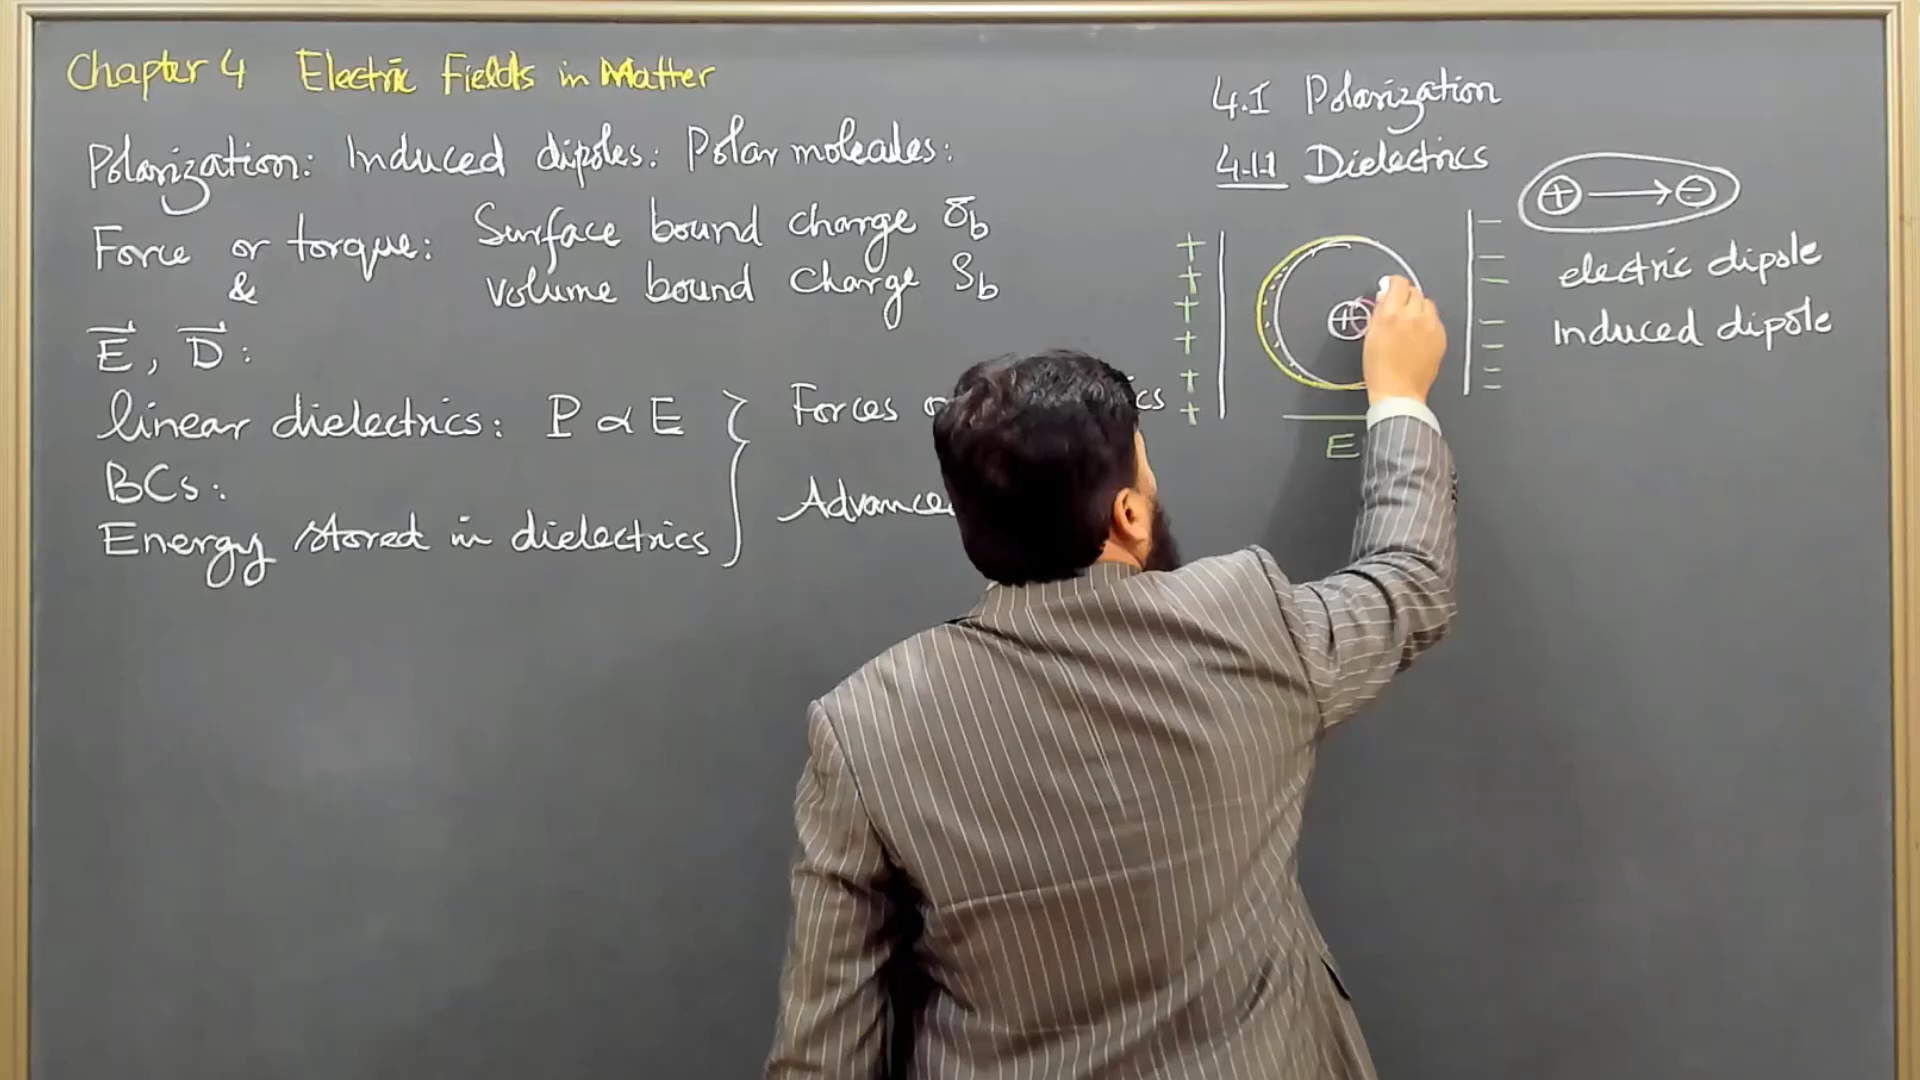 Chapter 4 Electric Fields in Matter
Polarization: Induced dipoles: Polar molecules:
Force or torque: Surface bound charge σb
& volume bound charge ρb
E, D:
linear dielectrics: P α E } Forces
BCs:
Advance
Energy stored in dielectrics
4.1 Polarization
4.1.1 Dielectrics
+ → -
electric dipole
Induced dipole
+ + + + + +
+
- - - - - -
E